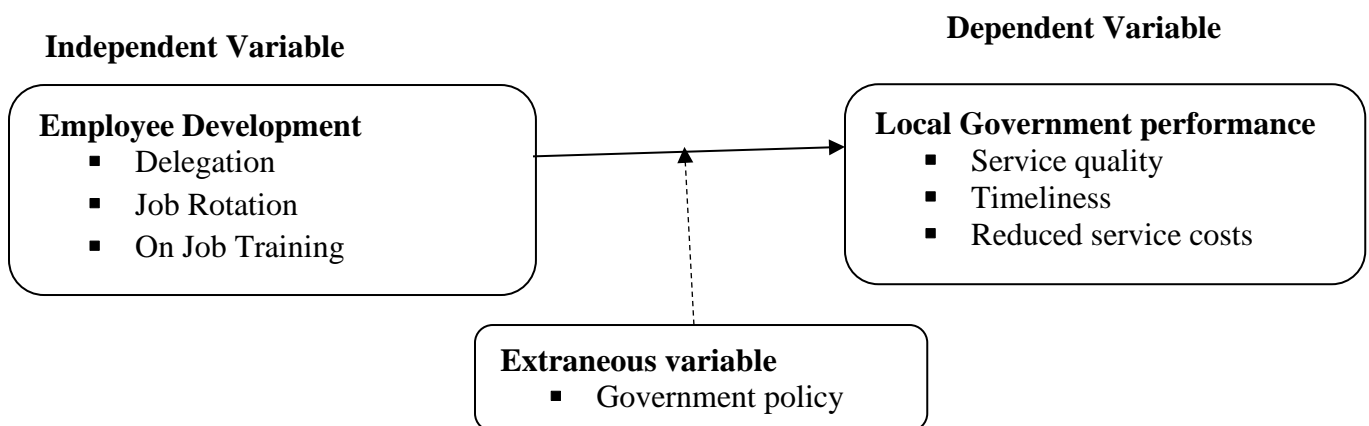 Independent Variable
Dependent Variable
Employee Development
▪ Delegation
▪ Job Rotation
▪ On Job Training
Local Government performance
▪ Service quality
▪ Timeliness
▪ Reduced service costs
Extraneous variable
▪ Government policy